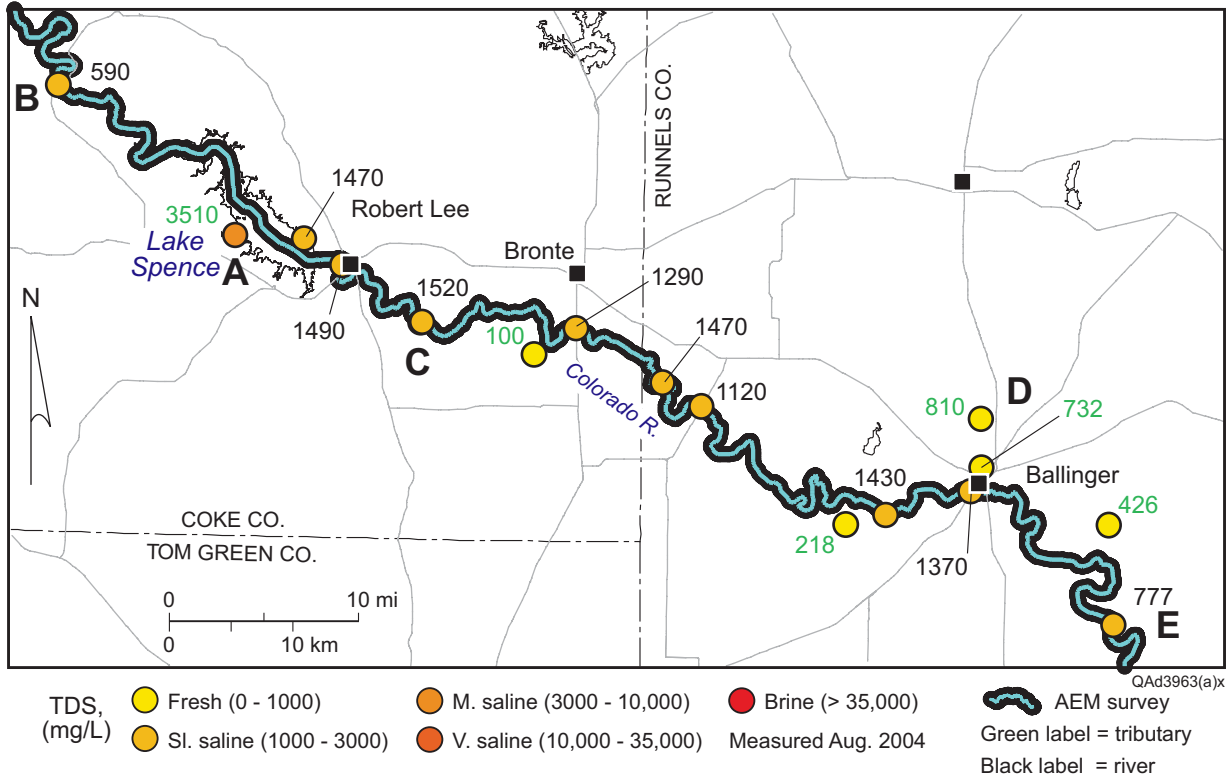 590
B
RUNNELS CO.
1470
Robert Lee
3510
Lake
Spence
A
Bronte
1290
1520
1490
N
C
100
1470
Colorado R.
1120
D
810
732
1430
Ballinger
426
218
COKE CO.
TOM GREEN CO.
1370
777
E
0 10 mi
0 10 km
QAd3963(a)x
TDS,
(mg/L)
Fresh (0 - 1000)
Sl. saline (1000 - 3000)
M. saline (3000 - 10,000)
V. saline (10,000 - 35,000)
Brine (> 35,000)
Measured Aug. 2004
AEM survey
Green label = tributary
Black label = river